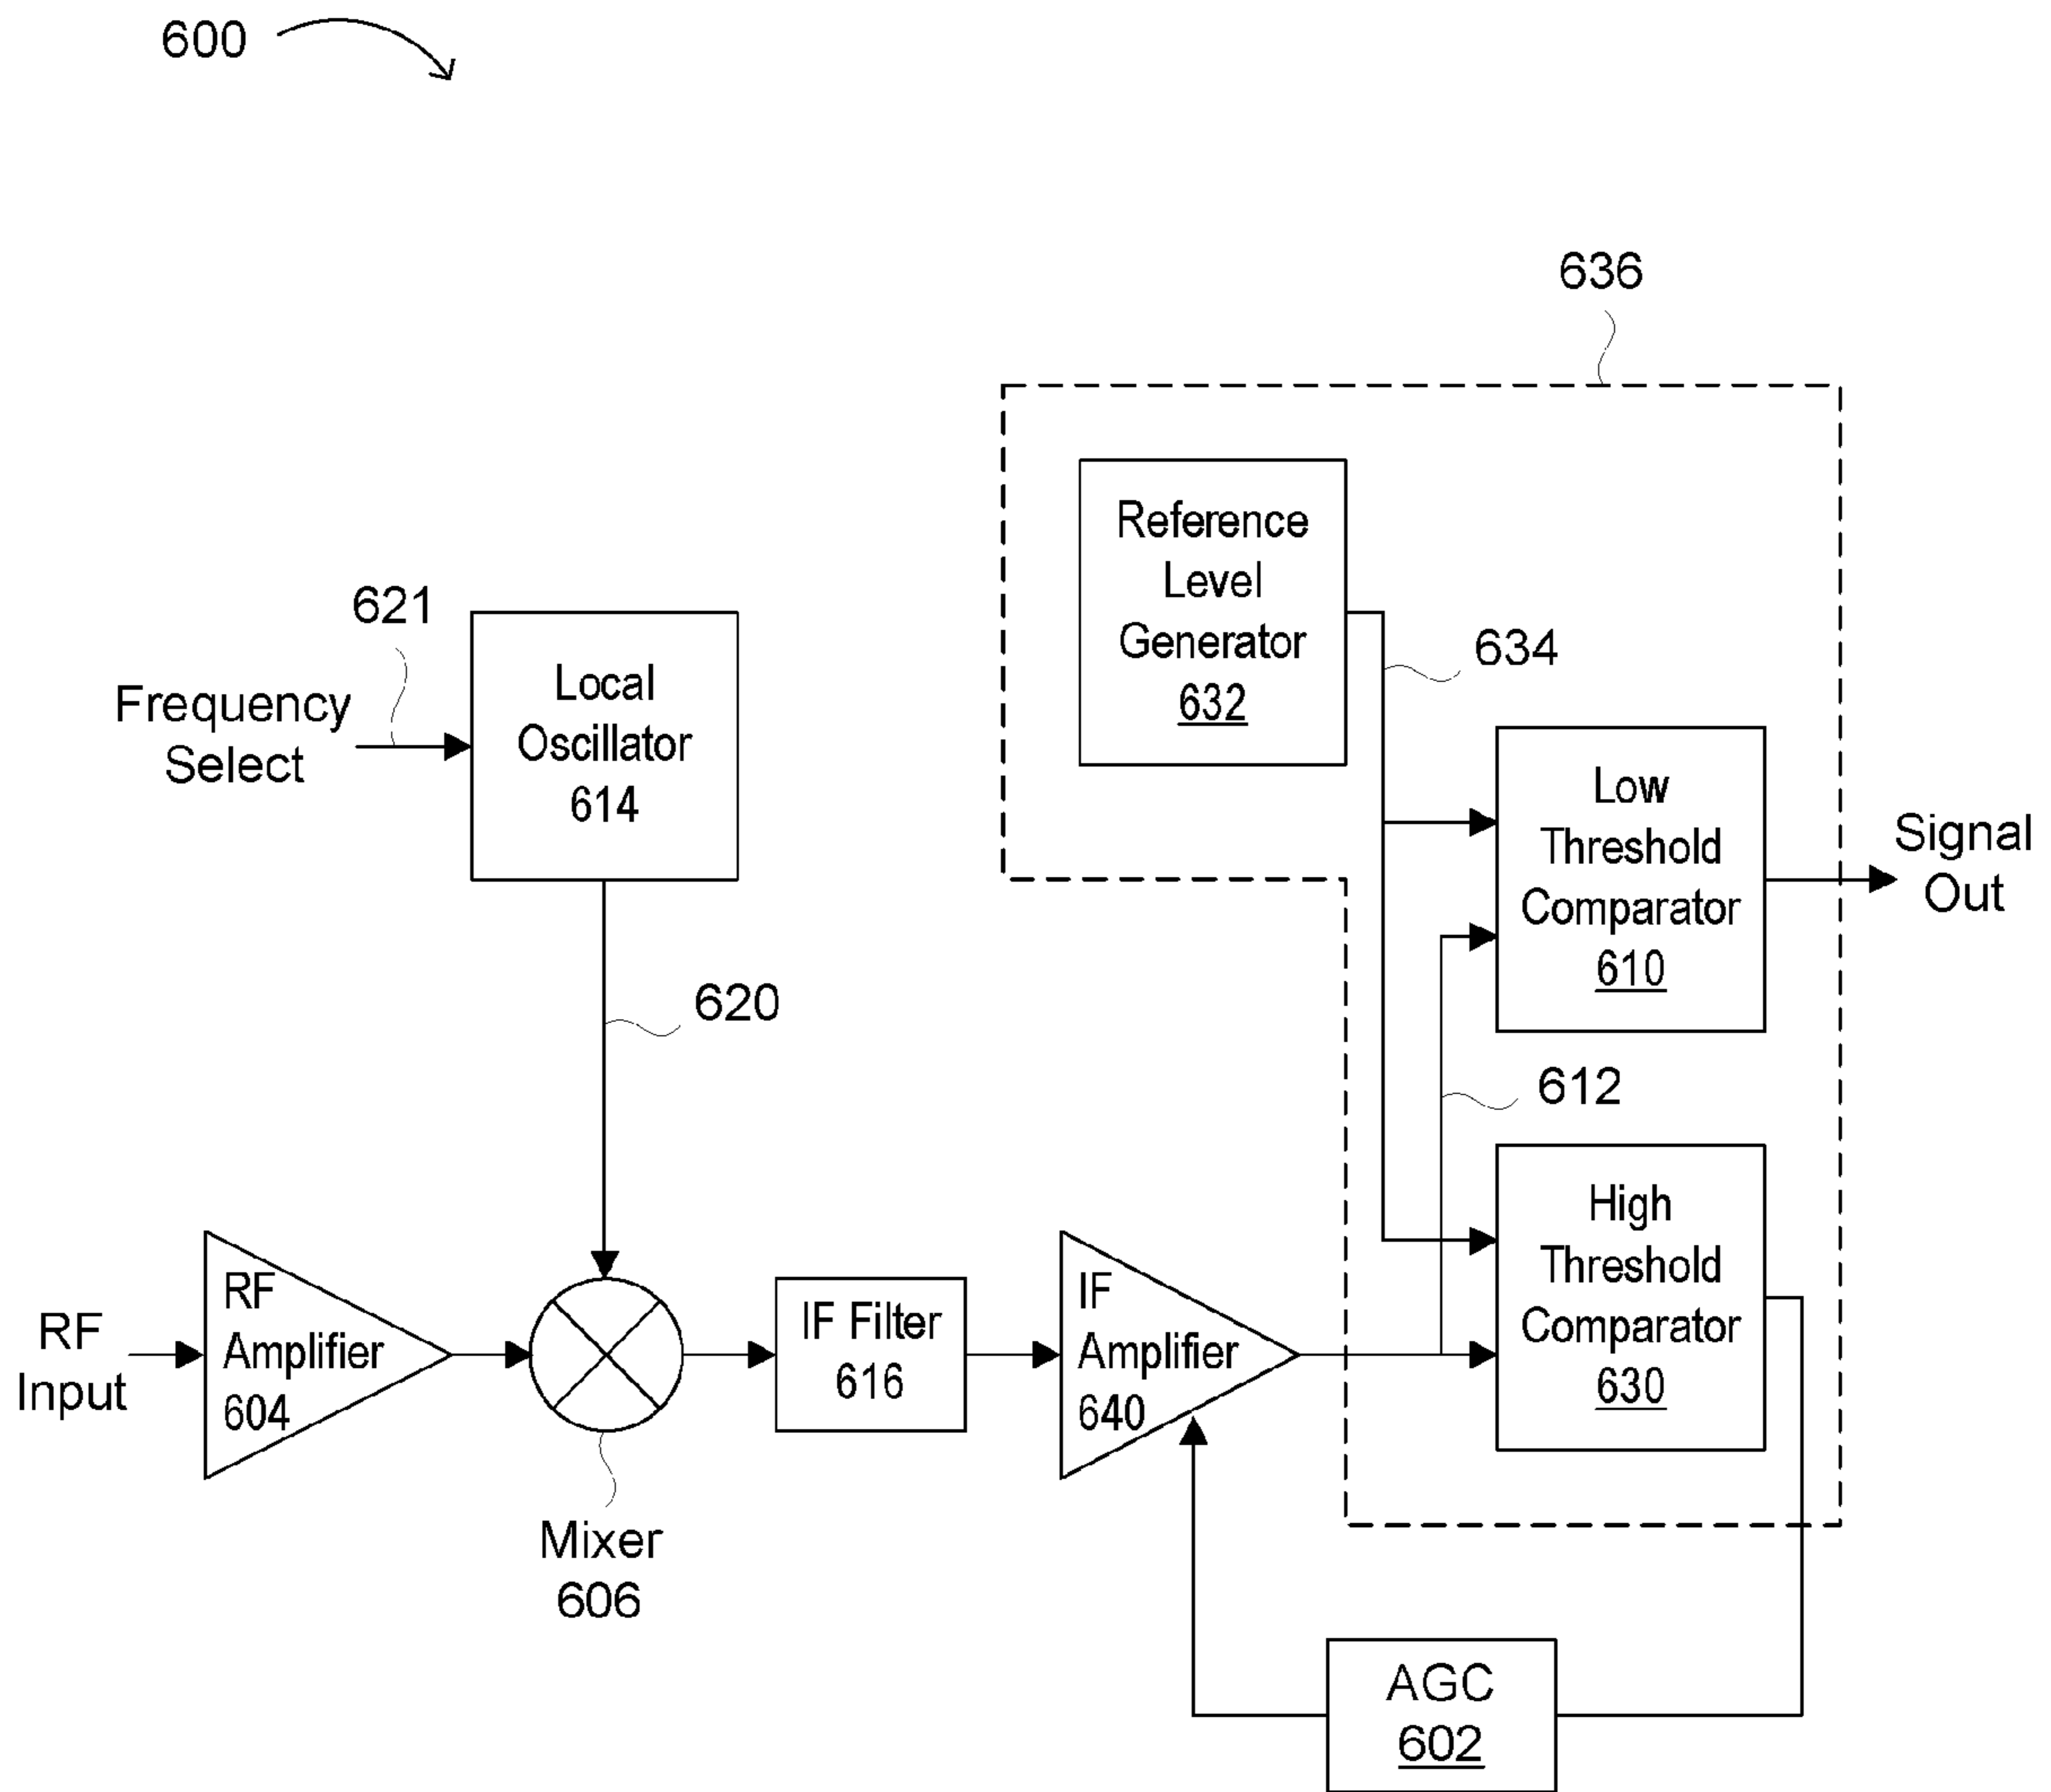 600
636
Reference
Level
Generator
632
621
634
Local
Oscillator
614
Frequency
Select
Low
Threshold
Comparator
610
Signal
Out
620
612
High
Threshold
Comparator
630
RF
Input
RF
Amplifier
604
IF Filter
616
IF
Amplifier
640
Mixer
606
AGC
602